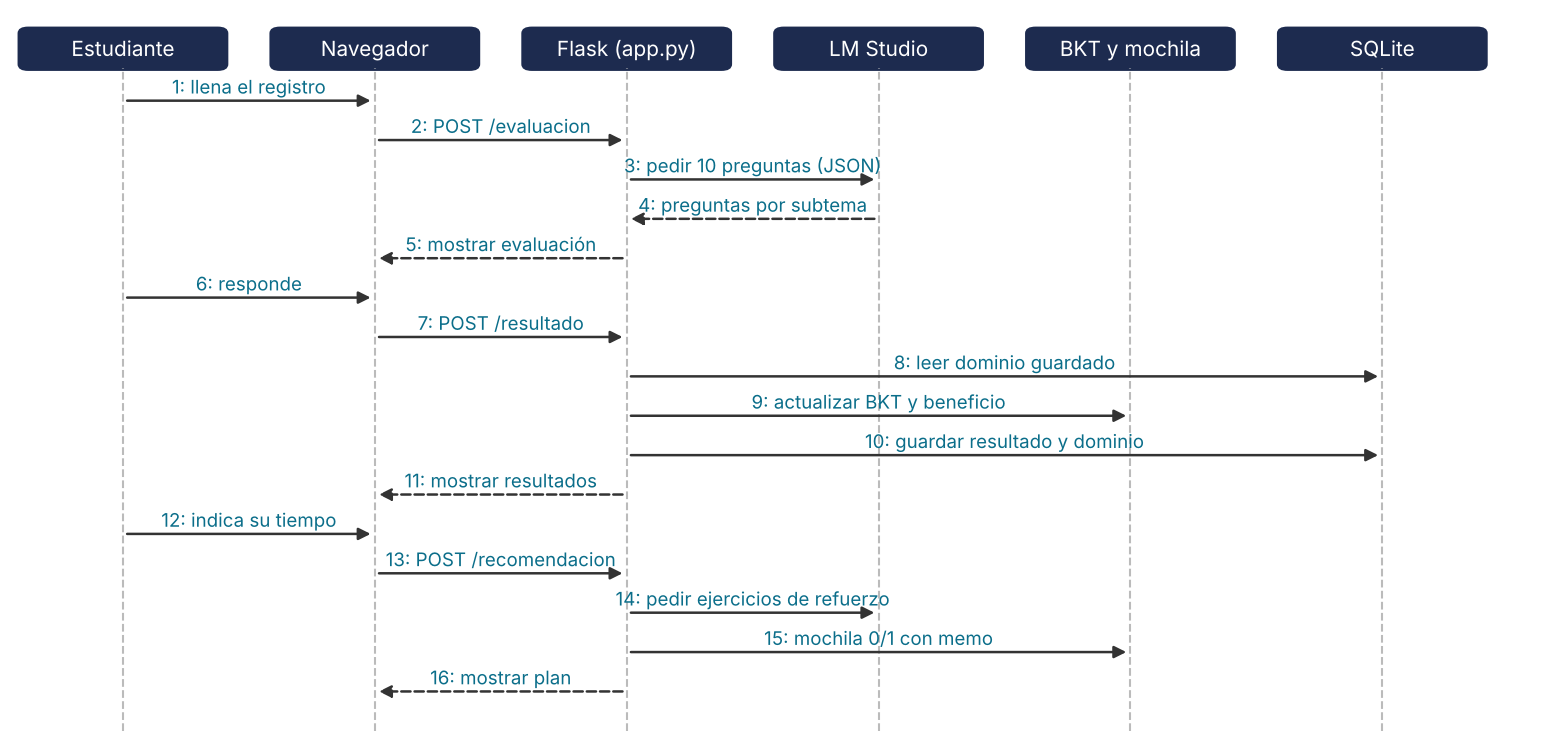 Estudiante
Navegador
Flask (app.py)
LM Studio
BKT y mochila
SQLite
1: llena el registro
2: POST /evaluacion
3: pedir 10 preguntas (JSON)
4: preguntas por subtema
5: mostrar evaluación
6: responde
7: POST /resultado
8: leer dominio guardado
9: actualizar BKT y beneficio
10: guardar resultado y dominio
11: mostrar resultados
12: indica su tiempo
13: POST /recomendacion
14: pedir ejercicios de refuerzo
15: mochila 0/1 con memo
16: mostrar plan